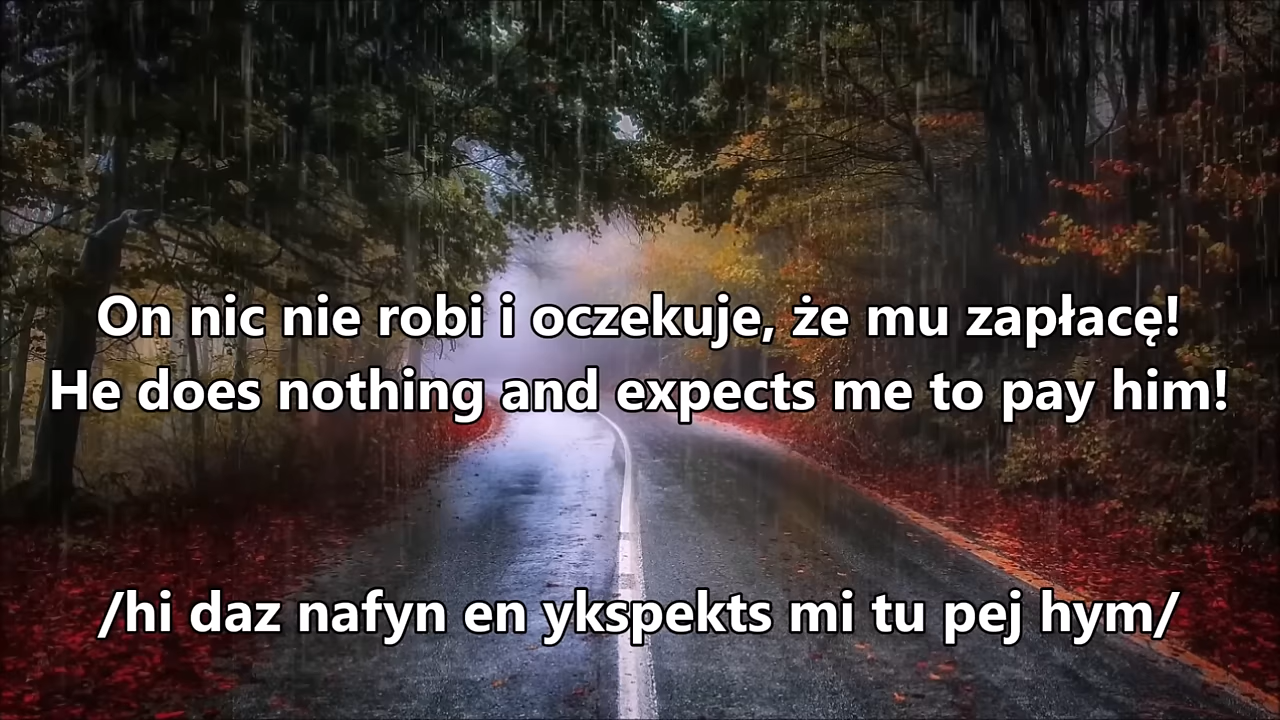 On nic nie robi i oczekuje, że mu zapłacę!
He does nothing and expects me to pay him!
/hi daz nafyn en ykspekts mi tu pej hym/